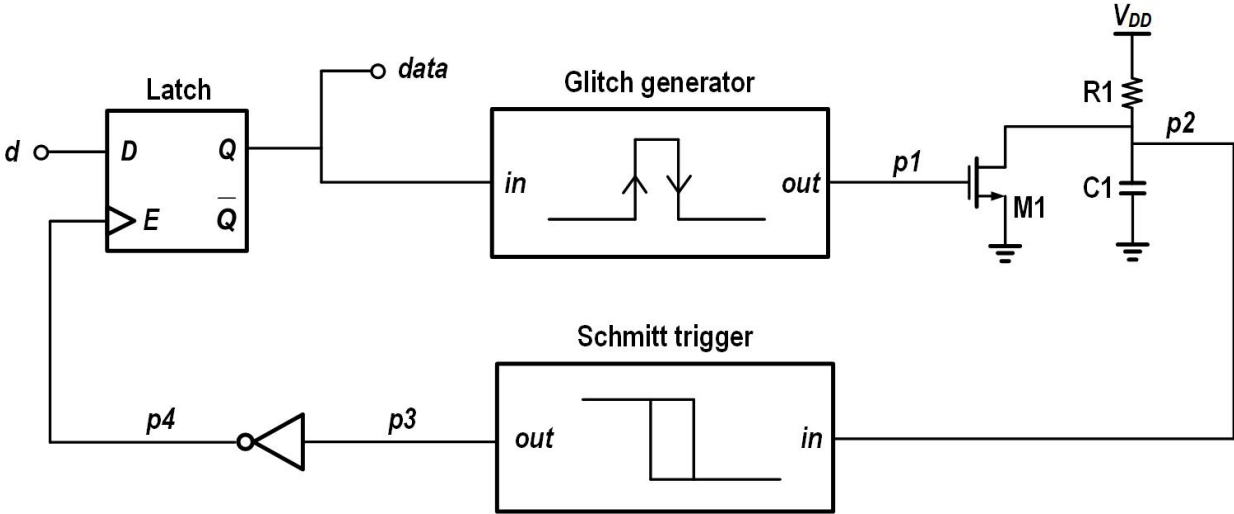 V_DD
R1
data
Latch
Glitch generator
p2
d
D
Q
p1
in
out
C1
E
Q̅
M1
Schmitt trigger
p4
p3
out
in